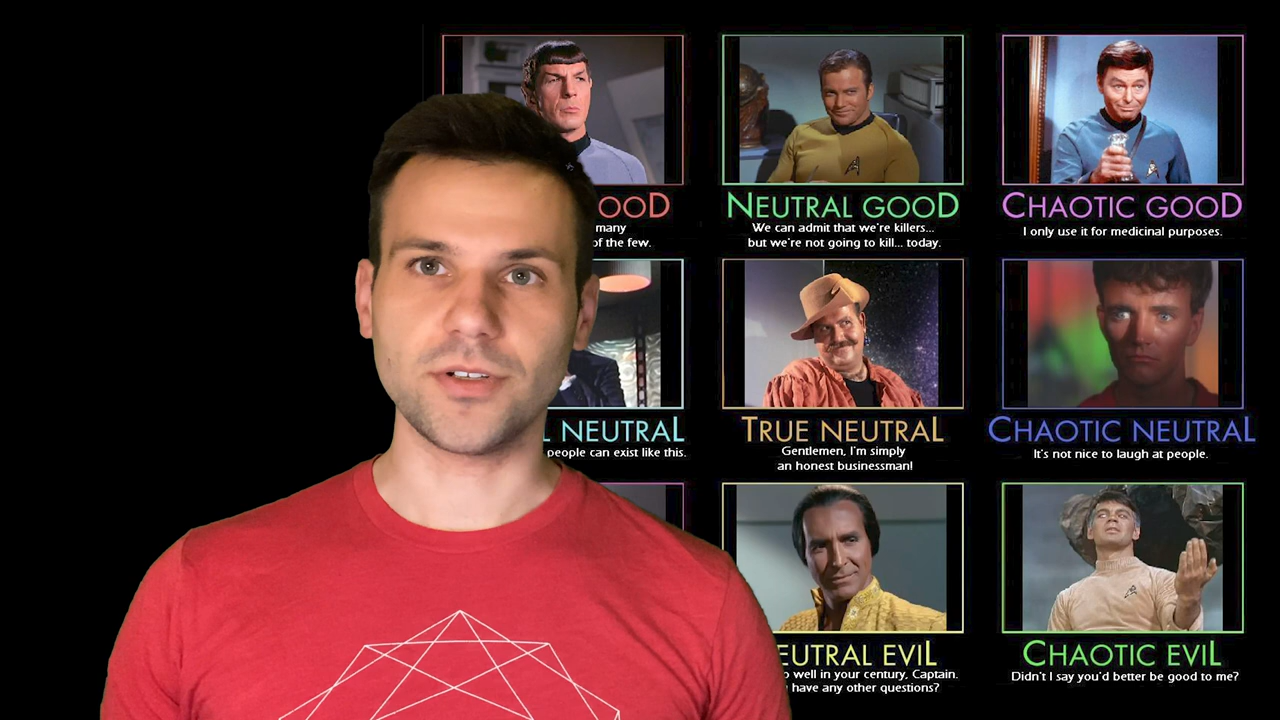 OOD
NEUTRAL GOOD
CHAOTIC GOOD
many
of the few.
We can admit that we're killers...
but we're not going to kill... today.
I only use it for medicinal purposes.
L NEUTRAL
TRUE NEUTRAL
CHAOTIC NEUTRAL
people can exist like this.
Gentlemen, I'm simply
an honest businessman!
It's not nice to laugh at people.
EUTRAL EVIL
CHAOTIC EVIL
o well in your century, Captain.
have any other questions?
Didn't I say you'd better be good to me?